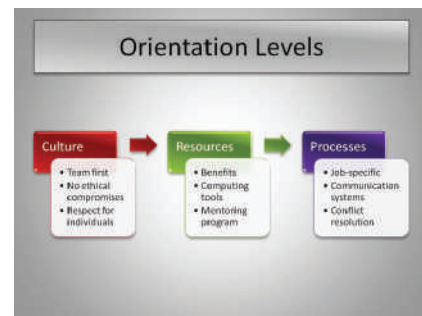 Orientation Levels
Culture
• Team first
• No ethical
compromises
• Respect for
individuals
Resources
• Benefits
• Computing
tools
• Mentoring
program
Processes
• Job-specific
• Communication
systems
• Conflict
resolution